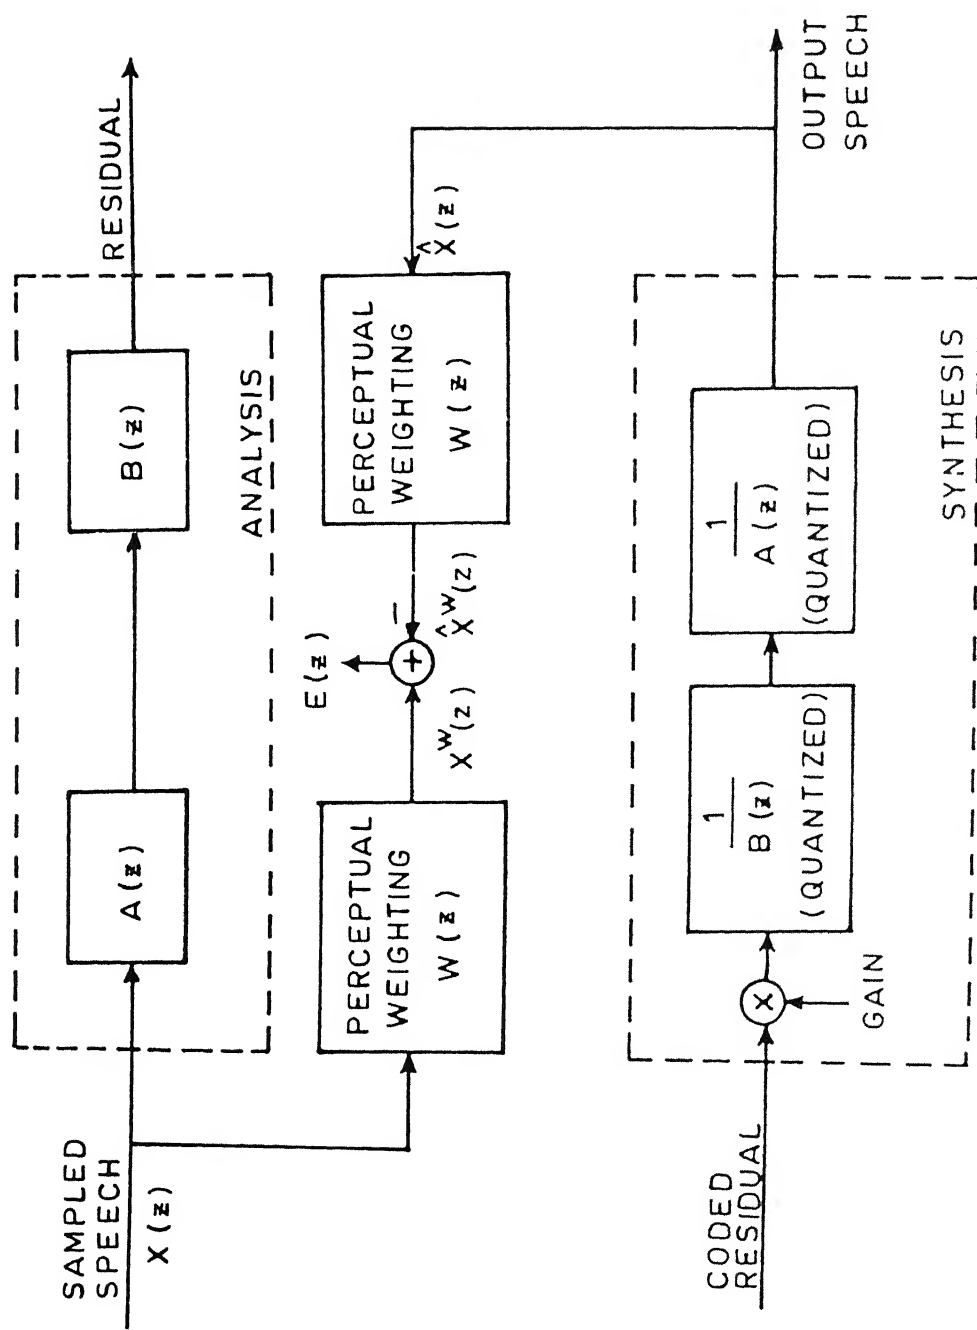 SAMPLED
SPEECH
X(z)
A(z)
B(z)
RESIDUAL
ANALYSIS
PERCEPTUAL
WEIGHTING
W(z)
X^W(z)
+
E(z)
−
X̂^W(z)
PERCEPTUAL
WEIGHTING
W(z)
X̂(z)
CODED
RESIDUAL
X
GAIN
1
B(z)
(QUANTIZED)
1
A(z)
(QUANTIZED)
SYNTHESIS
OUTPUT
SPEECH